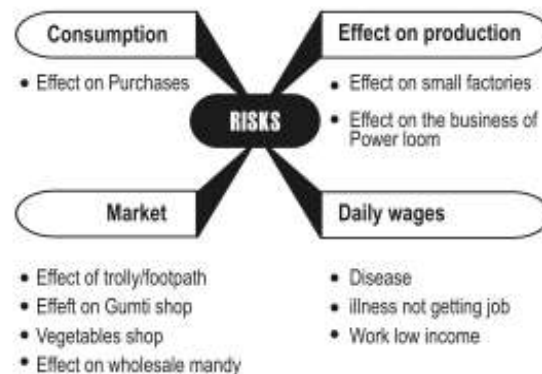 Consumption
• Effect on Purchases
Effect on production
• Effect on small factories
• Effect on the business of
Power loom
RISKS
Market
• Effect of trolly/footpath
• Effeft on Gumti shop
• Vegetables shop
• Effect on wholesale mandy
Daily wages
• Disease
• illness not getting job
• Work low income